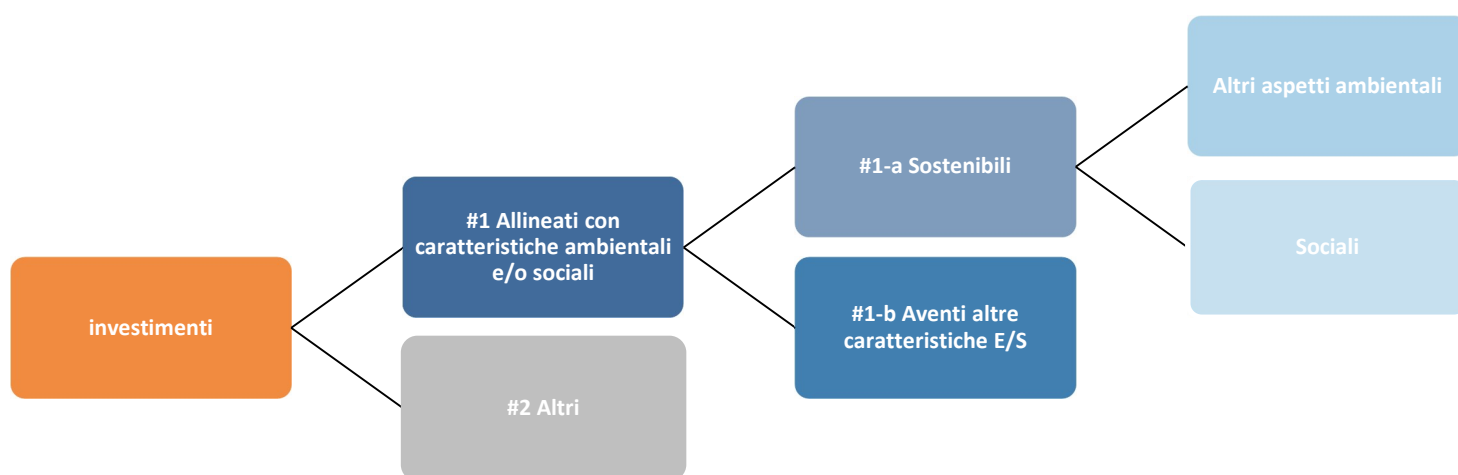 Altri aspetti ambientali
#1-a Sostenibili
#1 Allineati con
caratteristiche ambientali
e/o sociali
Sociali
investimenti
#1-b Aventi altre
caratteristiche E/S
#2 Altri